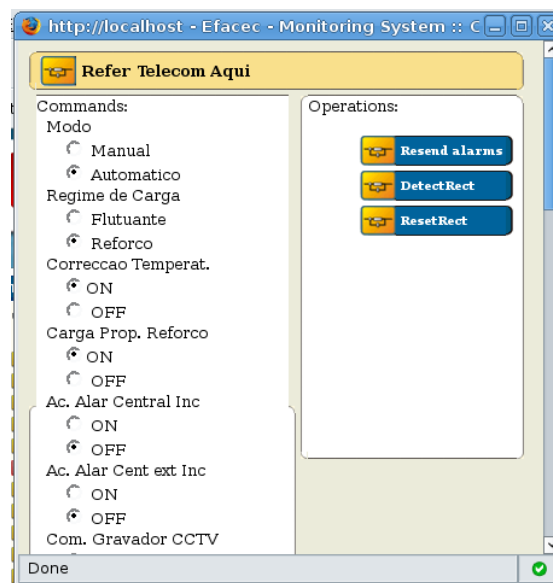 http://localhost - Efacec - Monitoring System :: C
Refer Telecom Aqui
Commands:
Modo
Manual
Automatico
Regime de Carga
Flutuante
Reforco
Correccao Temperat.
ON
OFF
Carga Prop. Reforco
ON
OFF
Ac. Alar Central Inc
ON
OFF
Ac. Alar Cent ext Inc
ON
OFF
Com. Gravador CCTV
Operations:
Resend alarms
DetectRect
ResetRect
Done